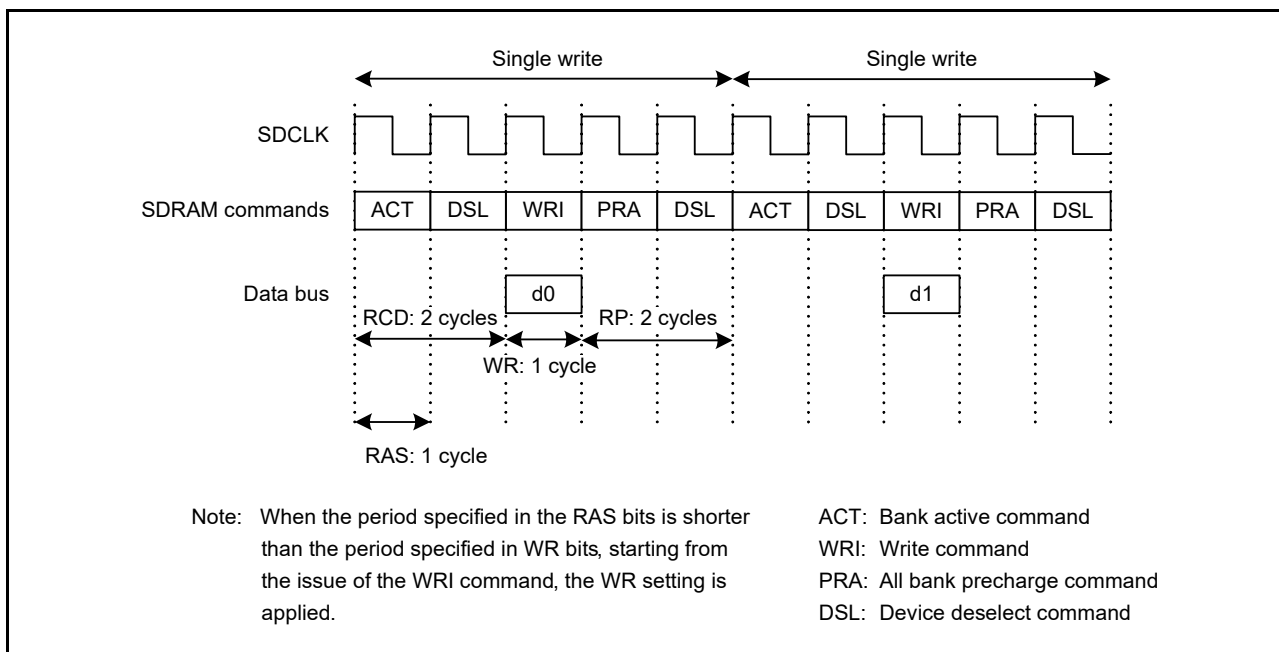 Single write Single write
SDCLK
SDRAM commands ACT DSL WRI PRA DSL ACT DSL WRI PRA DSL
Data bus d0 d1
RCD: 2 cycles RP: 2 cycles
WR: 1 cycle
RAS: 1 cycle
Note: When the period specified in the RAS bits is shorter
than the period specified in WR bits, starting from
the issue of the WRI command, the WR setting is
applied.
ACT: Bank active command
WRI: Write command
PRA: All bank precharge command
DSL: Device deselect command